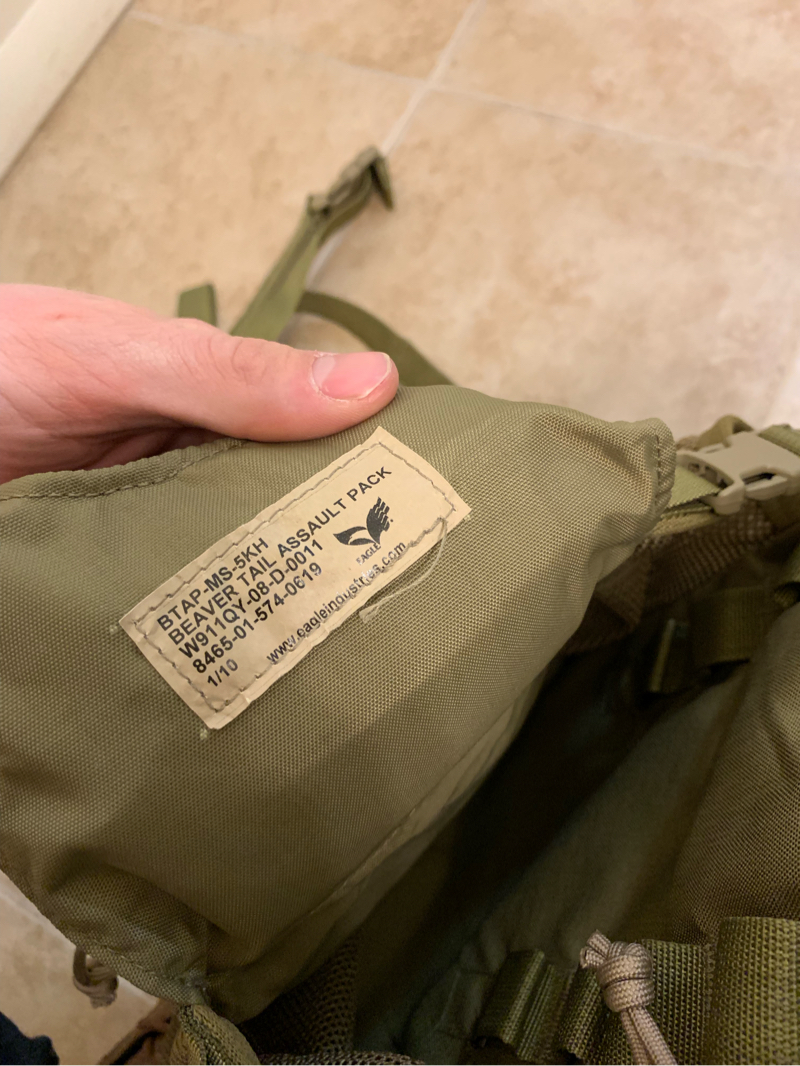 BTAP-MS-5KH
BEAVER TAIL ASSAULT PACK
W911QY-08-D-0011
8465-01-574-0619
1/10
EAGLE
www.eagleindustries.com